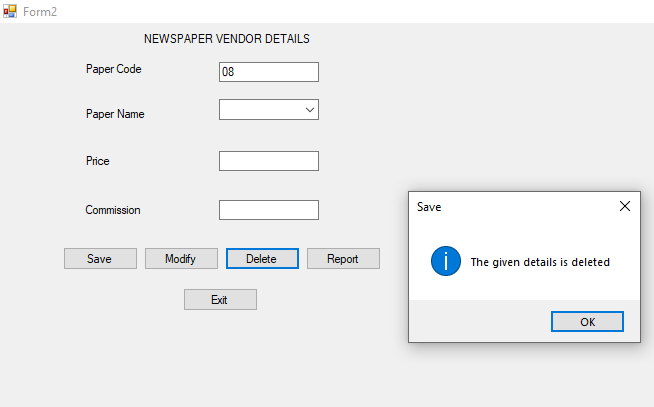 Form2
NEWSPAPER VENDOR DETAILS
Paper Code 08
Paper Name
Price
Commission
Save Modify Delete Report
Exit
Save
The given details is deleted
OK